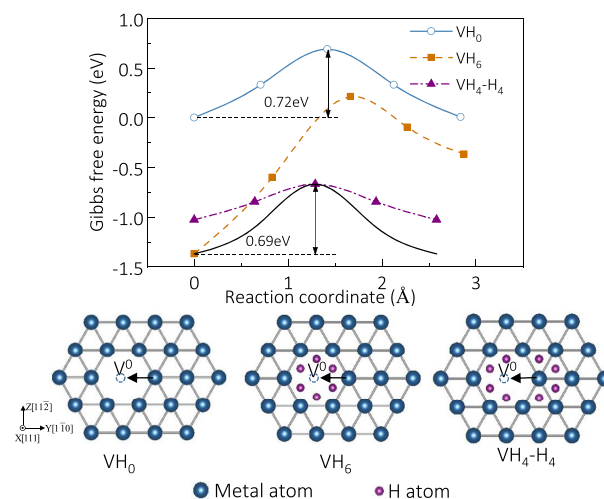 VH₀
VH₆
VH₄-H₄
Gibbs free energy (eV)
1.0
0.5
0.0
-0.5
-1.0
-1.5
0.72eV
0.69eV
0 1 2 3
Reaction coordinate (Å)
V⁰ V⁰ V⁰
Z[112̄]
X[111] Y[11̄0]
VH₀ VH₆ VH₄-H₄
Metal atom H atom